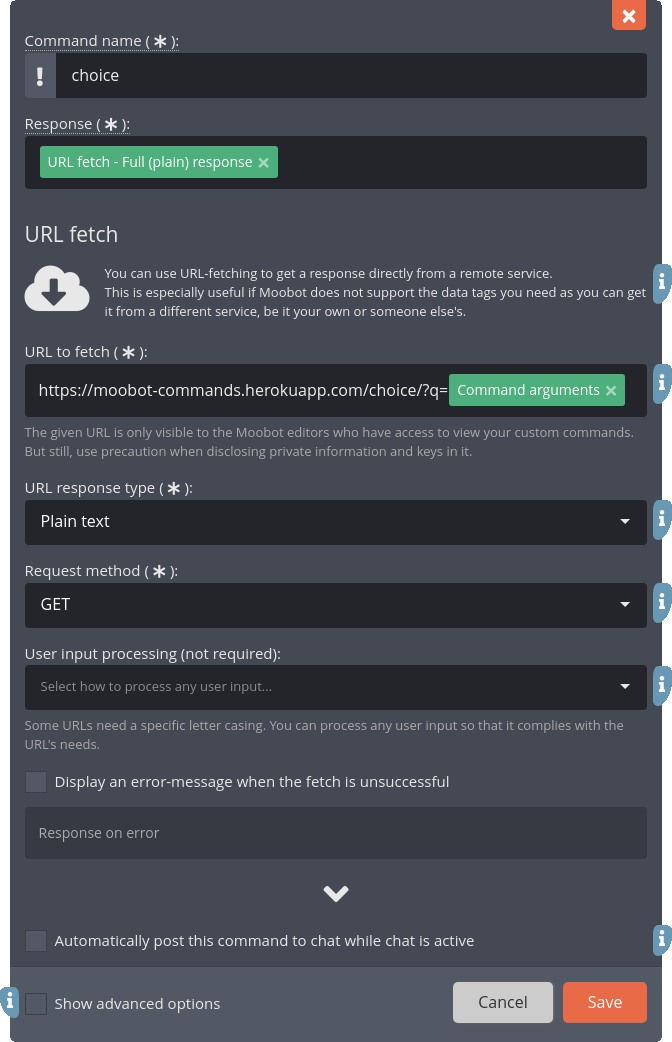 Command name ( ∗ ):
! choice
Response ( ∗ ):
URL fetch - Full (plain) response ×
URL fetch
You can use URL-fetching to get a response directly from a remote service.
This is especially useful if Moobot does not support the data tags you need as you can get
it from a different service, be it your own or someone else's.
URL to fetch ( ∗ ):
https://moobot-commands.herokuapp.com/choice/?q= Command arguments ×
The given URL is only visible to the Moobot editors who have access to view your custom commands.
But still, use precaution when disclosing private information and keys in it.
URL response type ( ∗ ):
Plain text
Request method ( ∗ ):
GET
User input processing (not required):
Select how to process any user input...
Some URLs need a specific letter casing. You can process any user input so that it complies with the
URL's needs.
Display an error-message when the fetch is unsuccessful
Response on error
Automatically post this command to chat while chat is active
Show advanced options
Cancel
Save